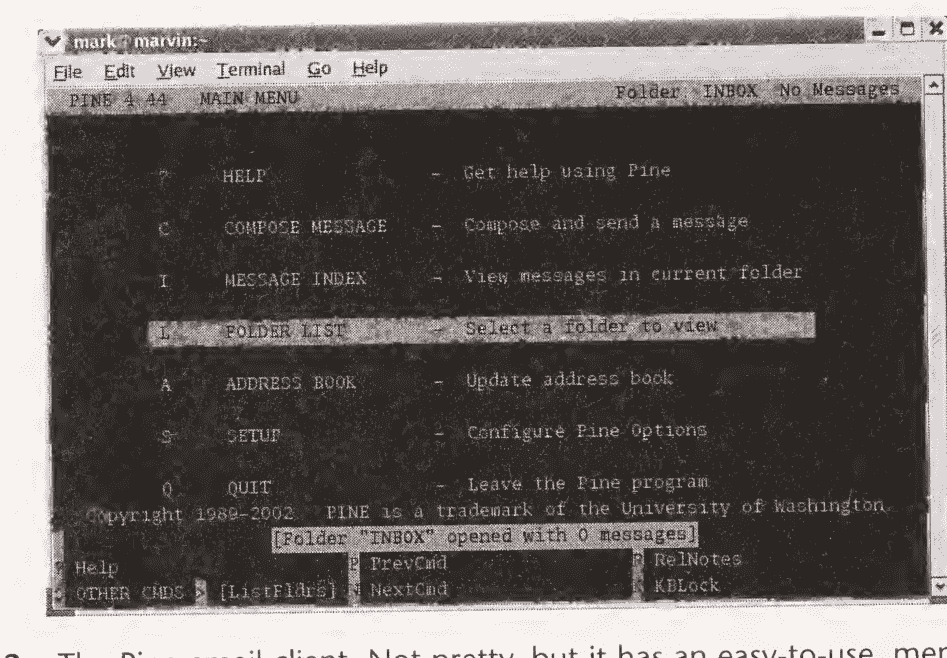 mark@marvin:~
File Edit View Terminal Go Help
PINE 4.44 MAIN MENU Folder INBOX No Messages
? HELP - Get help using Pine
C COMPOSE MESSAGE - Compose and send a message
I MESSAGE INDEX - View messages in current folder
L FOLDER LIST - Select a folder to view
A ADDRESS BOOK - Update address book
S SETUP - Configure Pine Options
Q QUIT - Leave the Pine program
Copyright 1989-2002 PINE is a trademark of the University of Washington.
[Folder "INBOX" opened with 0 messages]
? Help P PrevCmd R RelNotes
O OTHER CMDS > [ListFldrs] N NextCmd K KBLock
The Pine email client. Not pretty, but it has an easy-to-use,